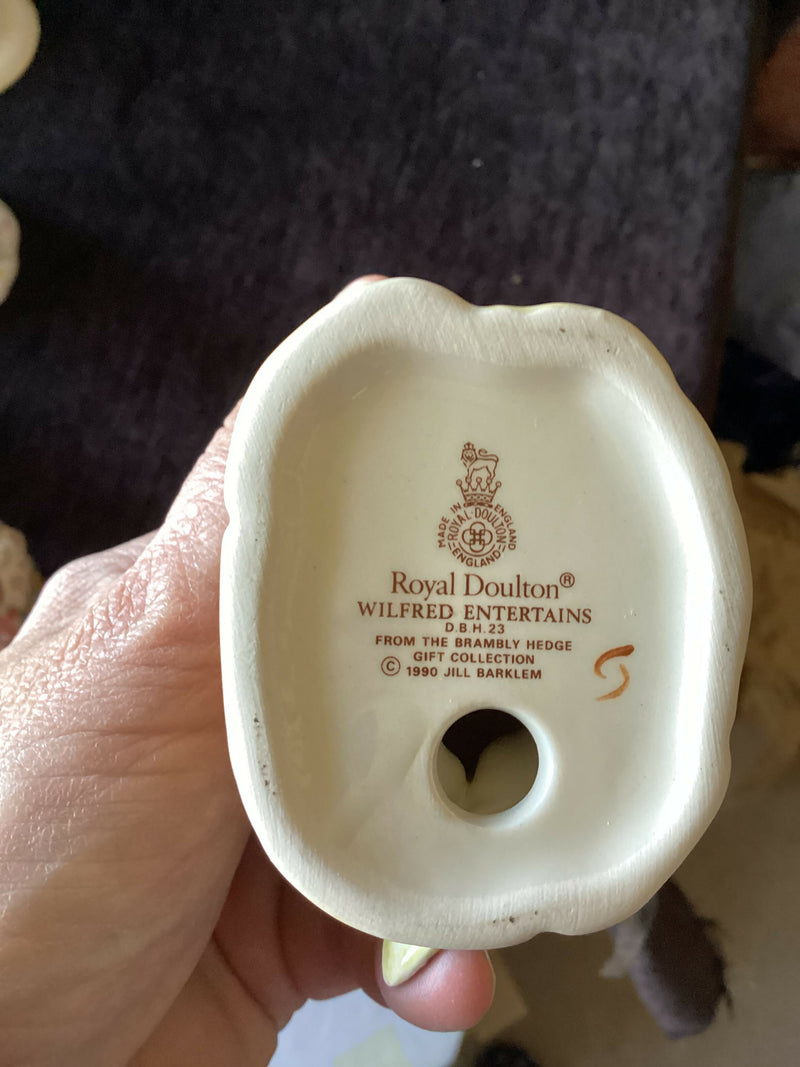 MADE IN ENGLAND
ROYAL·DOULTON
ENGLAND
Royal Doulton®
WILFRED ENTERTAINS
D.B.H.23
FROM THE BRAMBLY HEDGE
GIFT COLLECTION
© 1990 JILL BARKLEM